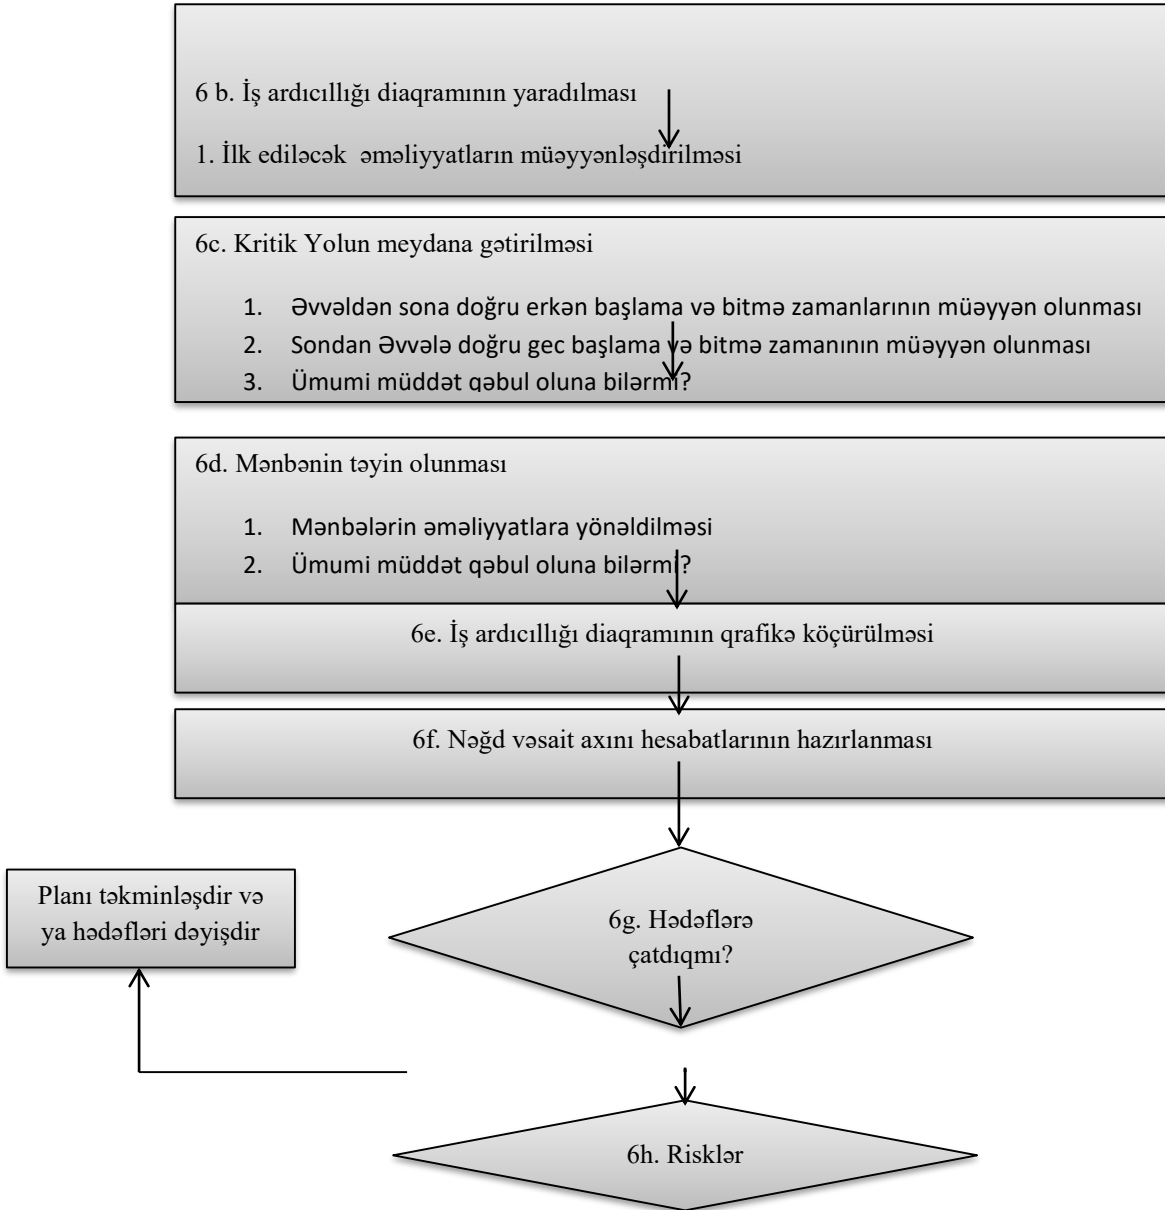 6 b. İş ardıcıllığı diaqramının yaradılması
1. İlk ediləcək əməliyyatların müəyyənləşdirilməsi
6c. Kritik Yolun meydana gətirilməsi
1. Əvvəldən sona doğru erkən başlama və bitmə zamanlarının müəyyən olunması
2. Sondan Əvvələ doğru gec başlama və bitmə zamanının müəyyən olunması
3. Ümumi müddət qəbul oluna bilərmi?
6d. Mənbənin təyin olunması
1. Mənbələrin əməliyyatlara yönəldilməsi
2. Ümumi müddət qəbul oluna bilərmi?
6e. İş ardıcıllığı diaqramının qrafikə köçürülməsi
6f. Nəğd vəsait axını hesabatlarının hazırlanması
Planı təkminləşdir və
ya hədəfləri dəyişdir
6g. Hədəflərə
çatdıqmı?
6h. Risklər